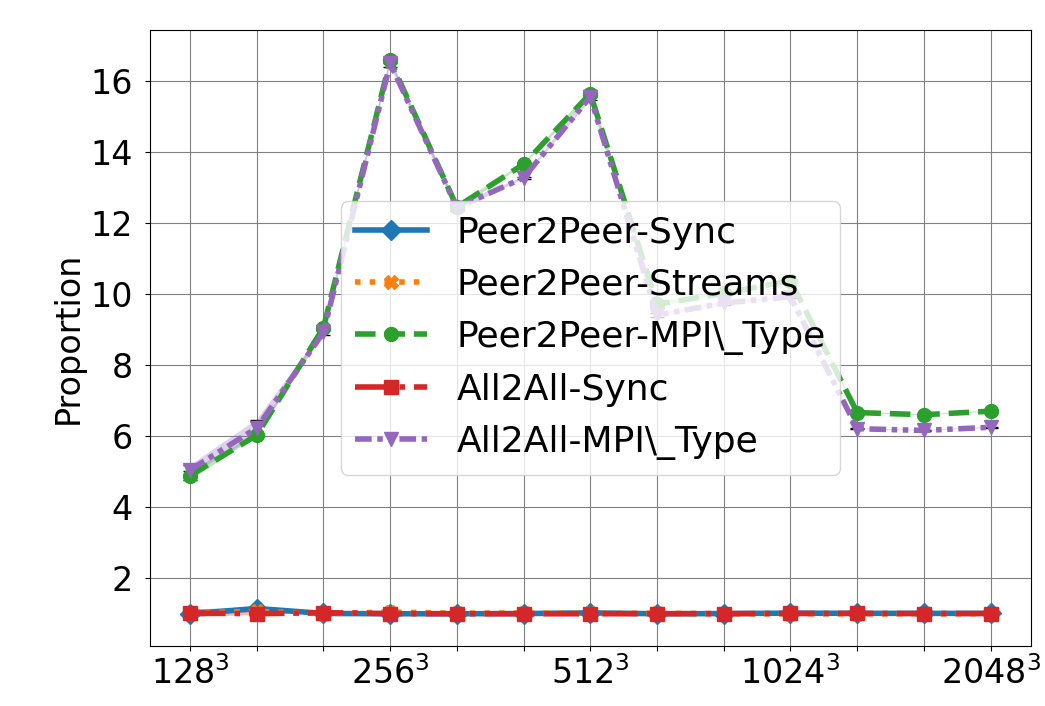 Proportion
16
14
12
10
8
6
4
2
Peer2Peer-Sync
Peer2Peer-Streams
Peer2Peer-MPI\_Type
All2All-Sync
All2All-MPI\_Type
128³ 256³ 512³ 1024³ 2048³